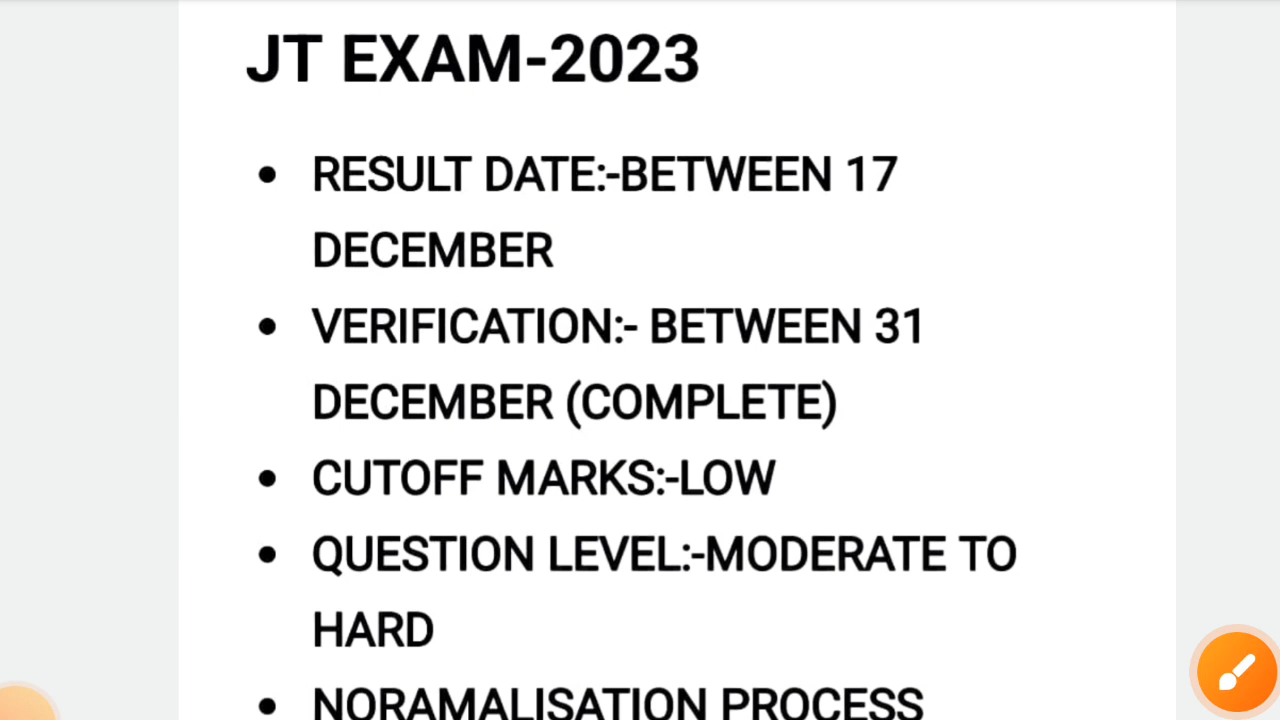 JT EXAM-2023
• RESULT DATE:-BETWEEN 17
DECEMBER
• VERIFICATION:- BETWEEN 31
DECEMBER (COMPLETE)
• CUTOFF MARKS:-LOW
• QUESTION LEVEL:-MODERATE TO
HARD
• NORAMALISATION PROCESS